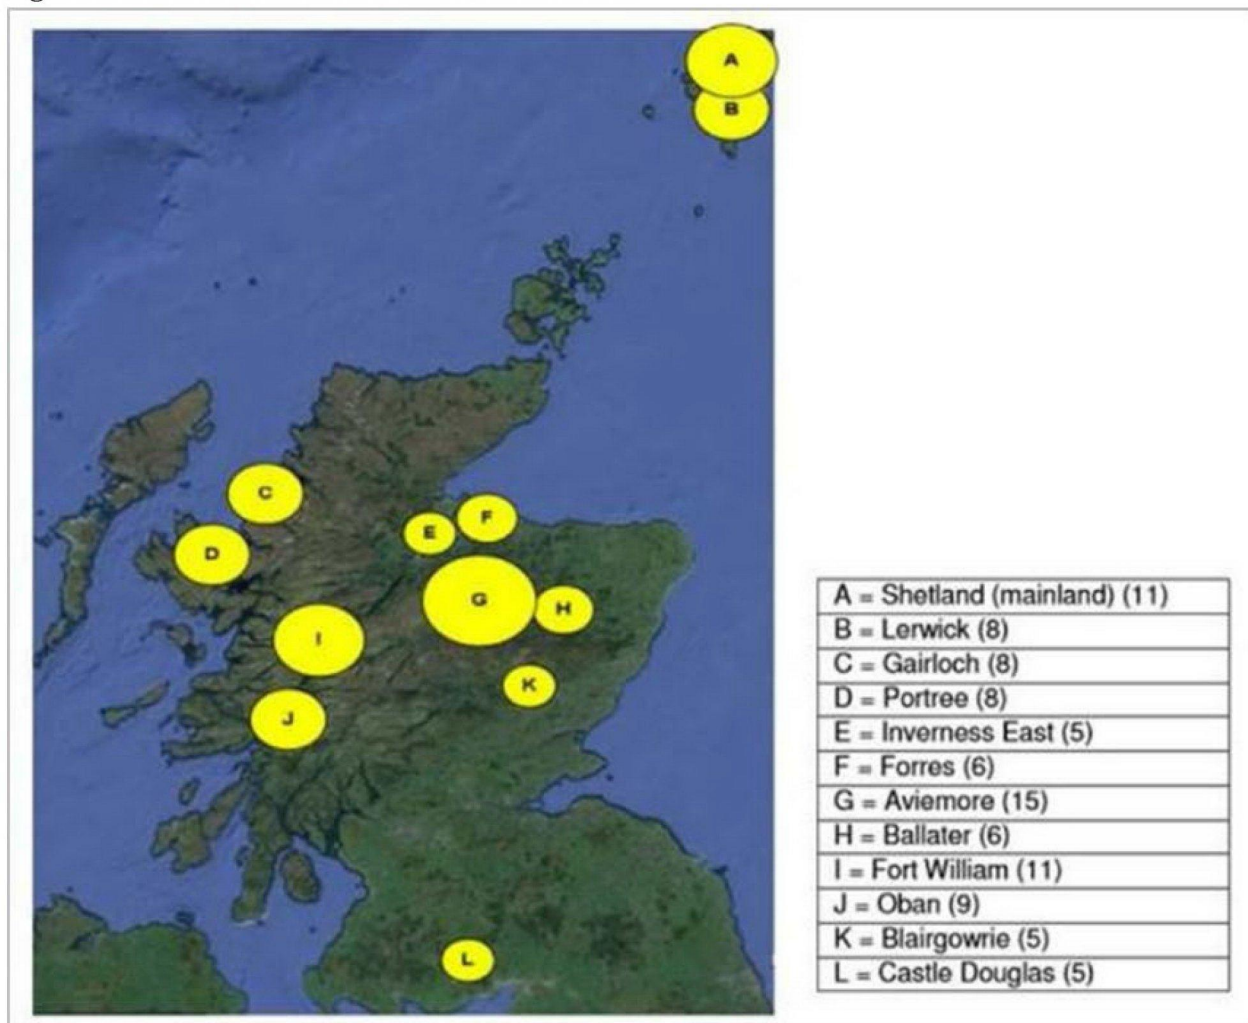 A
B
C
D
E
F
G
H
I
J
K
L
A = Shetland (mainland) (11)
B = Lerwick (8)
C = Gairloch (8)
D = Portree (8)
E = Inverness East (5)
F = Forres (6)
G = Aviemore (15)
H = Ballater (6)
I = Fort William (11)
J = Oban (9)
K = Blairgowrie (5)
L = Castle Douglas (5)